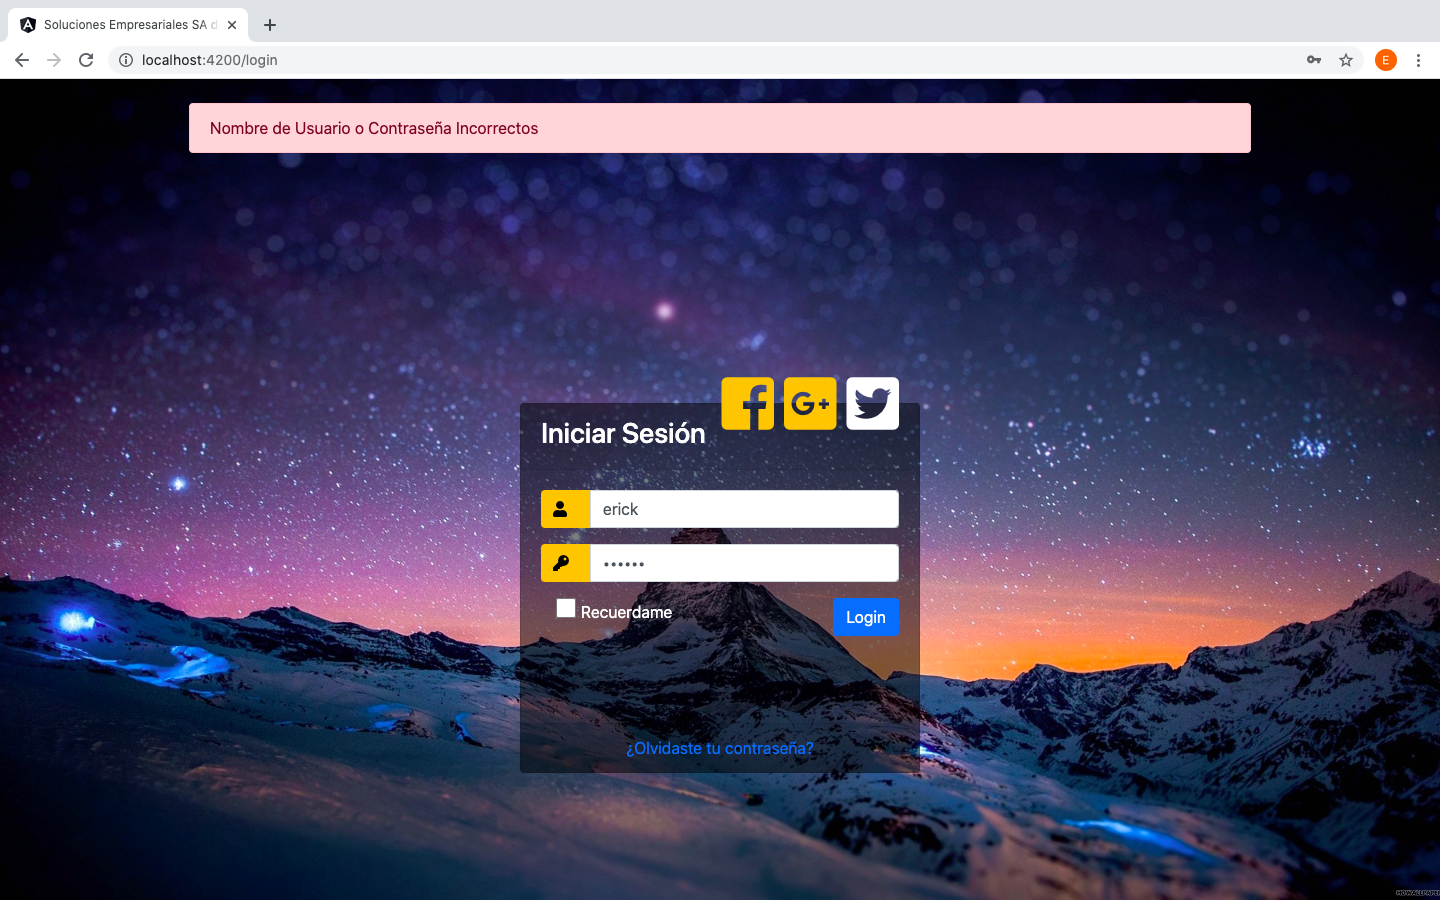 Soluciones Empresariales SA d
localhost:4200/login
E
Nombre de Usuario o Contraseña Incorrectos
Iniciar Sesión
erick
Recuerdame
Login
¿Olvidaste tu contraseña?